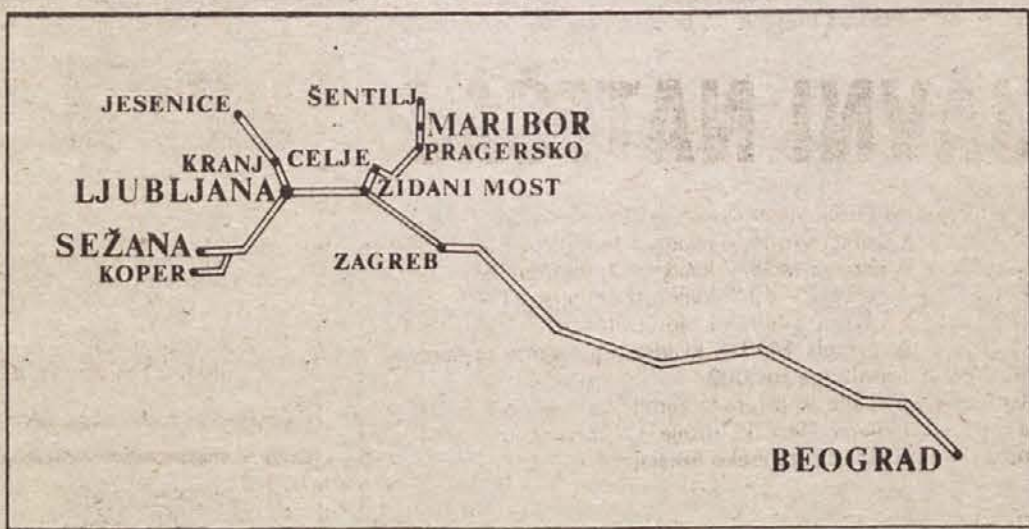 ŠENTILJ
JESENICE
MARIBOR
PRAGERSKO
KRANJ
CELJE
LJUBLJANA
ZIDANI MOST
SEŽANA
KOPER
ZAGREB
BEOGRAD